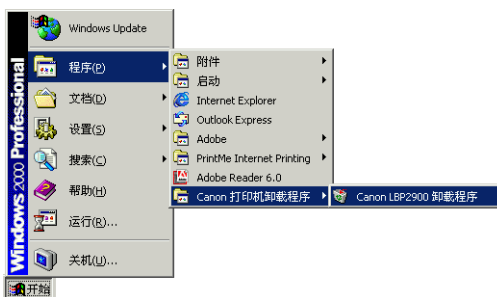 Windows 2000 Professional
Windows Update
程序(P)
文档(D)
设置(S)
搜索(C)
帮助(H)
运行(R)...
关机(U)...
附件
启动
Internet Explorer
Outlook Express
Adobe
PrintMe Internet Printing
Adobe Reader 6.0
Canon 打印机卸载程序
Canon LBP2900 卸载程序
开始